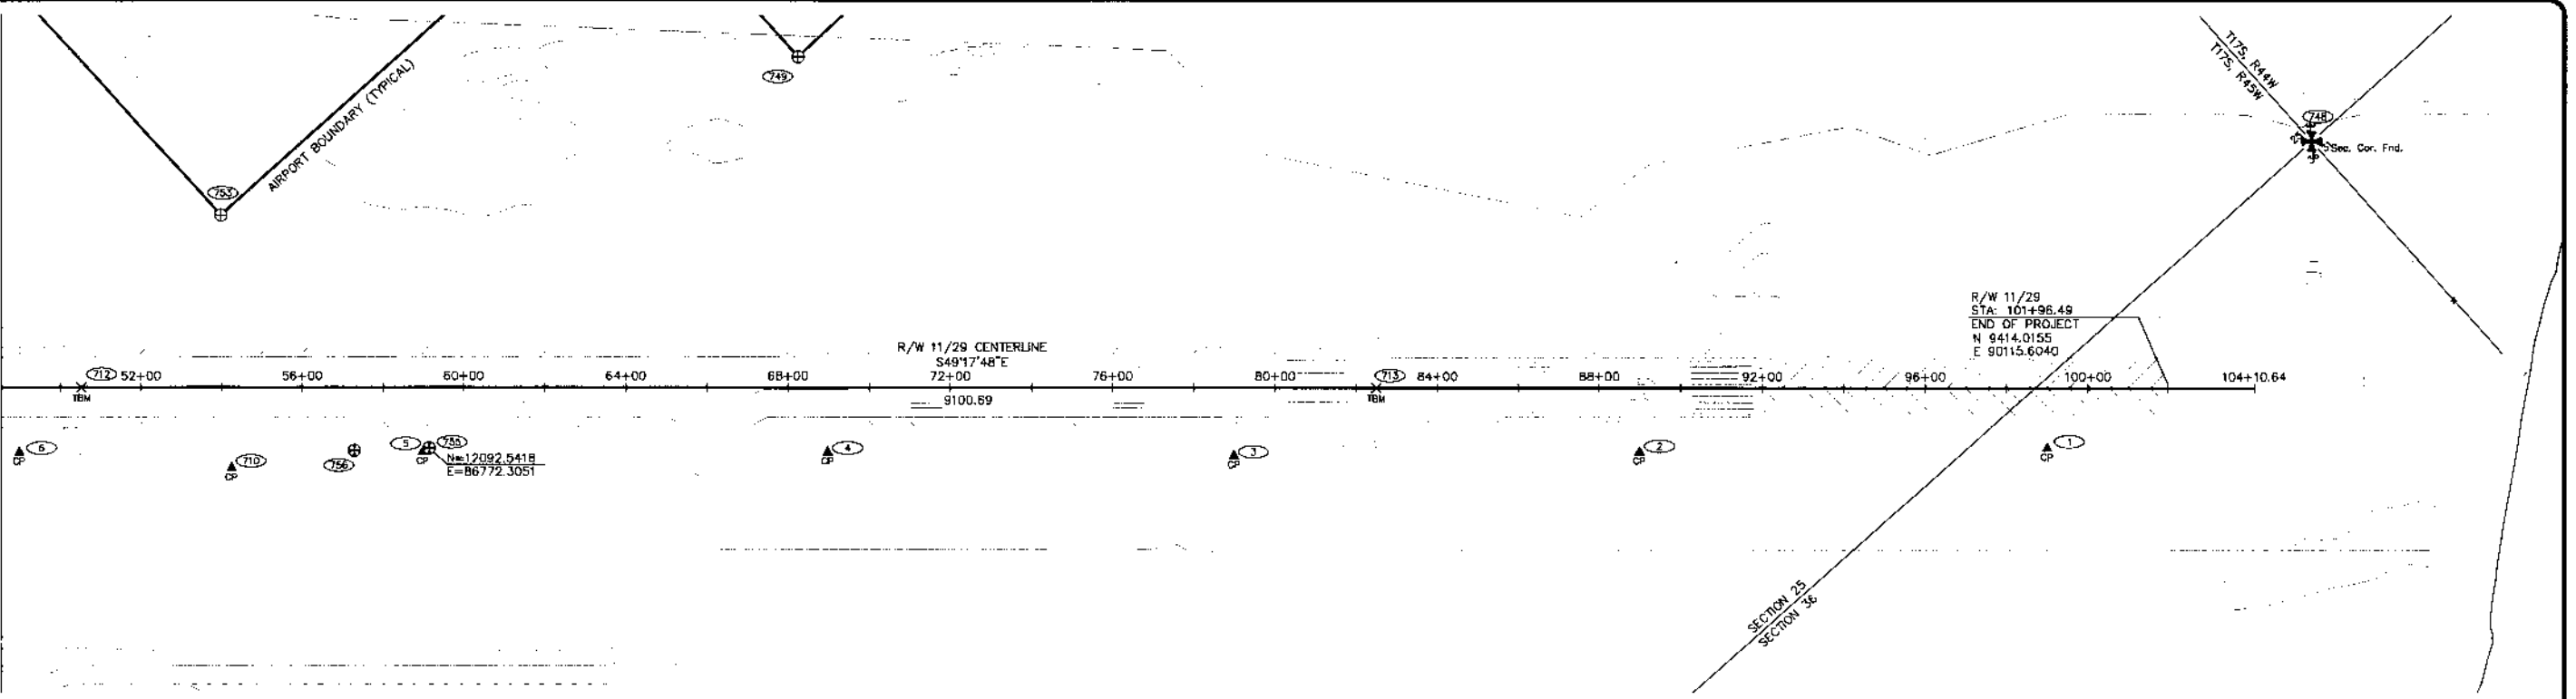 749
T17S, R44W
T17S, R45W
748
Sec. Cor. Fnd.
AIRPORT BOUNDARY (TYPICAL)
753
R/W 11/29
STA: 101+96.49
END OF PROJECT
N 9414.0155
E 90115.6040
R/W 11/29 CENTERLINE
S49°17'48"E
712 52+00 56+00 60+00 64+00 68+00 72+00 76+00 80+00 713 84+00 88+00 92+00 96+00 100+00 104+10.64
TBM
9100.69
TBM
6
CP
710
CP
756
5
CP
755
N=12092.5418
E=86772.3051
4
CP
3
CP
2
CP
1
CP
SECTION 25
SECTION 36